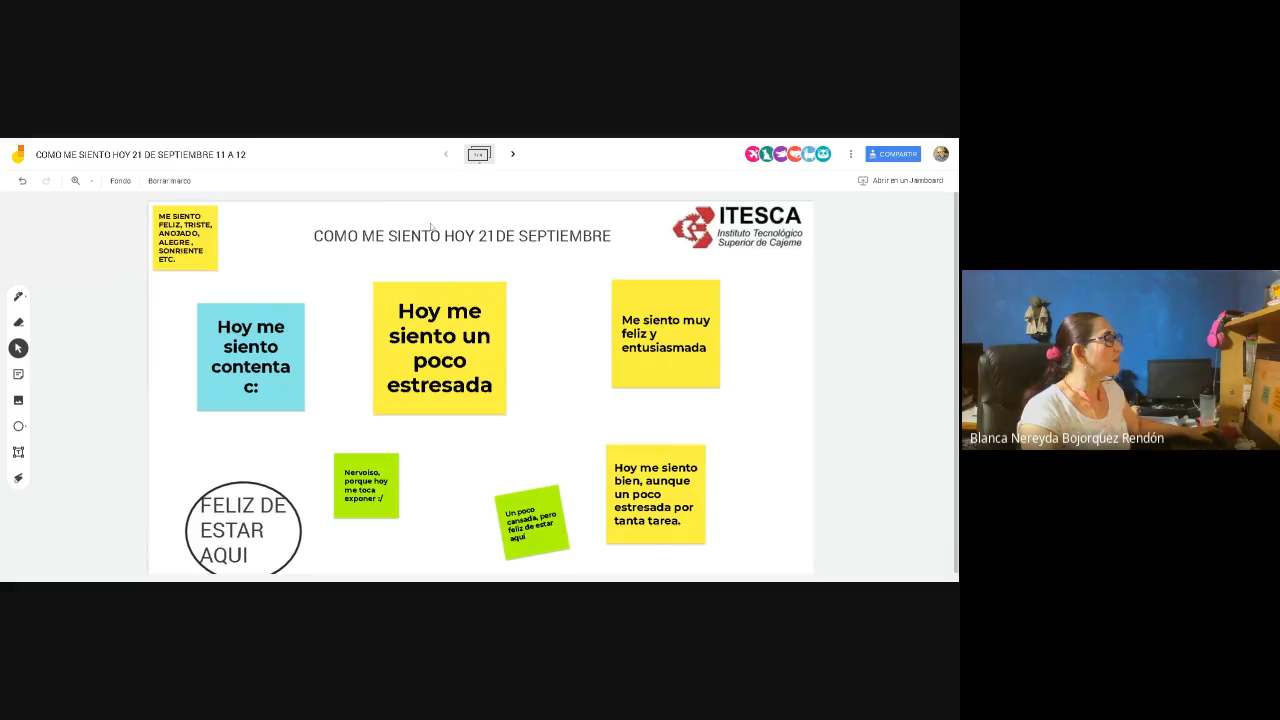 COMO ME SIENTO HOY 21 DE SEPTIEMBRE 11 A 12
COMPARTIR
Fondo
Borrar marco
Abrir en un Jamboard
ME SIENTO
FELIZ, TRISTE,
ANOJADO,
ALEGRE ,
SONRIENTE
ETC.
COMO ME SIENTO HOY 21DE SEPTIEMBRE
ITESCA
Instituto Tecnológico
Superior de Cajeme
Hoy me
siento
contenta
c:
Hoy me
siento un
poco
estresada
Me siento muy
feliz y
entusiasmada
Nervoiso,
porque hoy
me toca
exponer :/
Un poco
cansada, pero
feliz de estar
aquí
Hoy me siento
bien, aunque
un poco
estresada por
tanta tarea.
FELIZ DE
ESTAR
AQUI
Blanca Nereyda Bojorquez Rendón